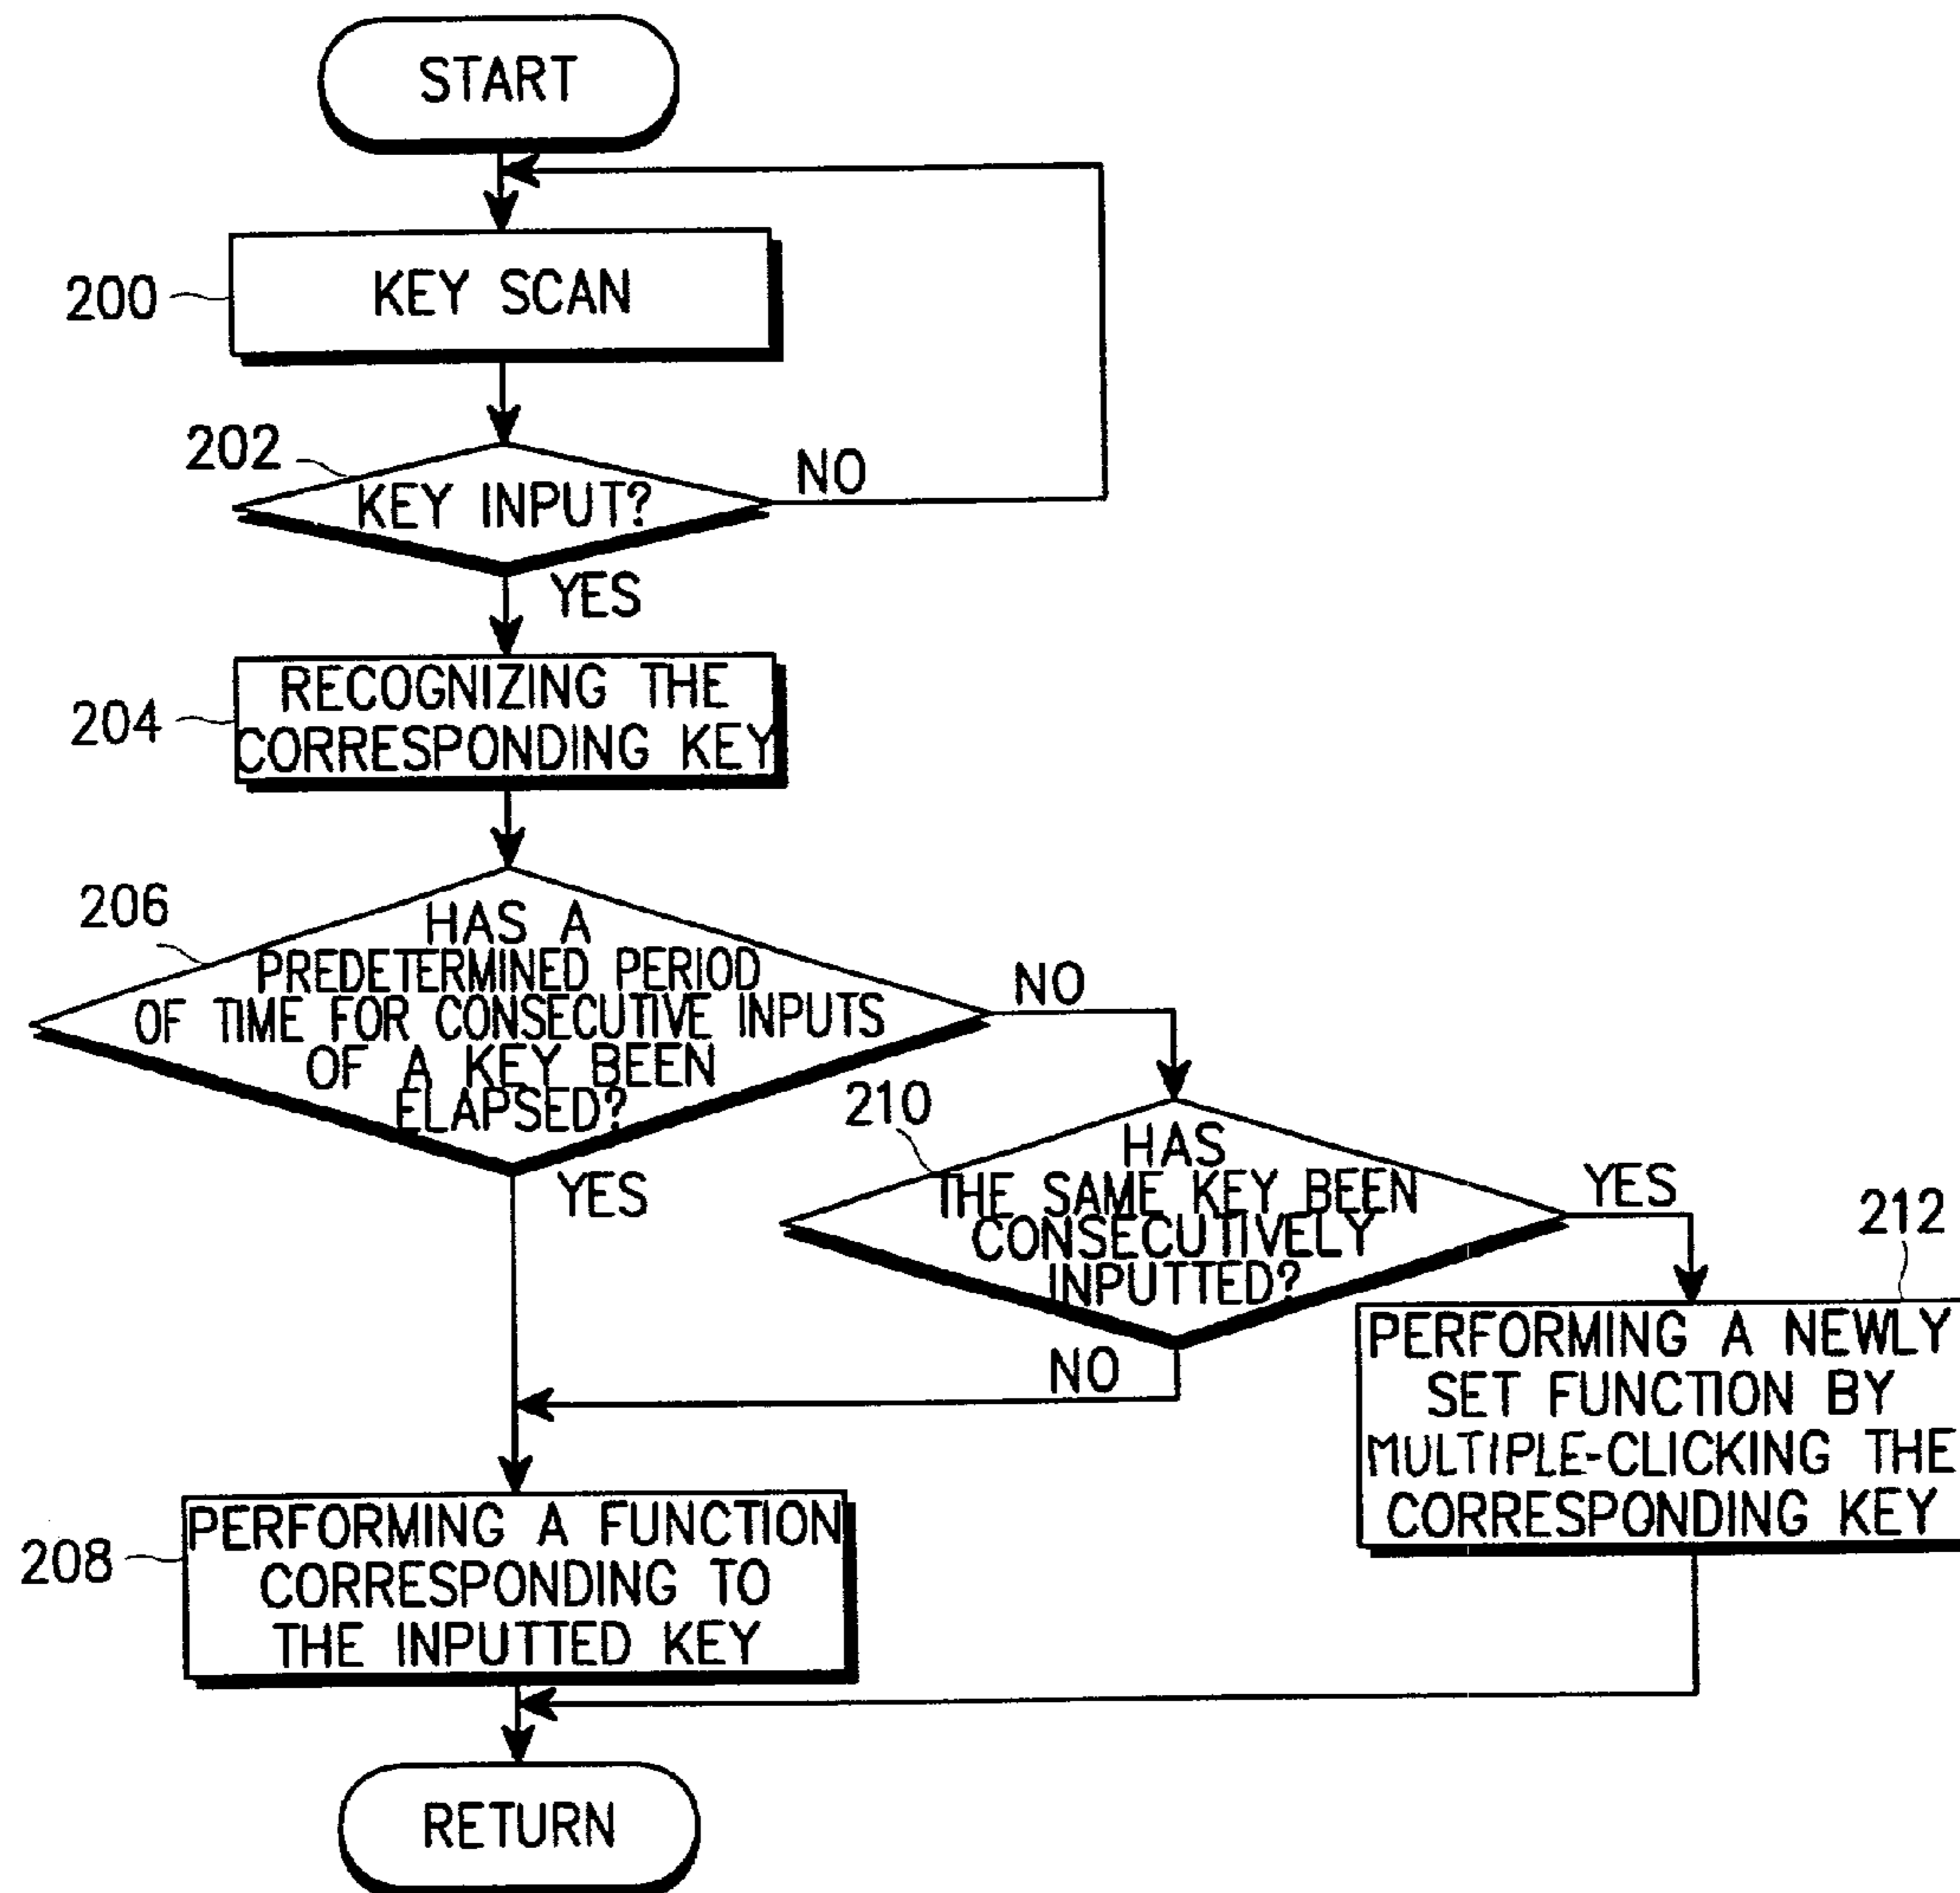 START
200
KEY SCAN
202
KEY INPUT?
NO
YES
204
RECOGNIZING THE
CORRESPONDING KEY
206
HAS A
PREDETERMINED PERIOD
OF TIME FOR CONSECUTIVE INPUTS
OF A KEY BEEN
ELAPSED?
NO
YES
210
HAS
THE SAME KEY BEEN
CONSECUTIVELY
INPUTTED?
YES
NO
212
PERFORMING A NEWLY
SET FUNCTION BY
MULTIPLE-CLICKING THE
CORRESPONDING KEY
208
PERFORMING A FUNCTION
CORRESPONDING TO
THE INPUTTED KEY
RETURN